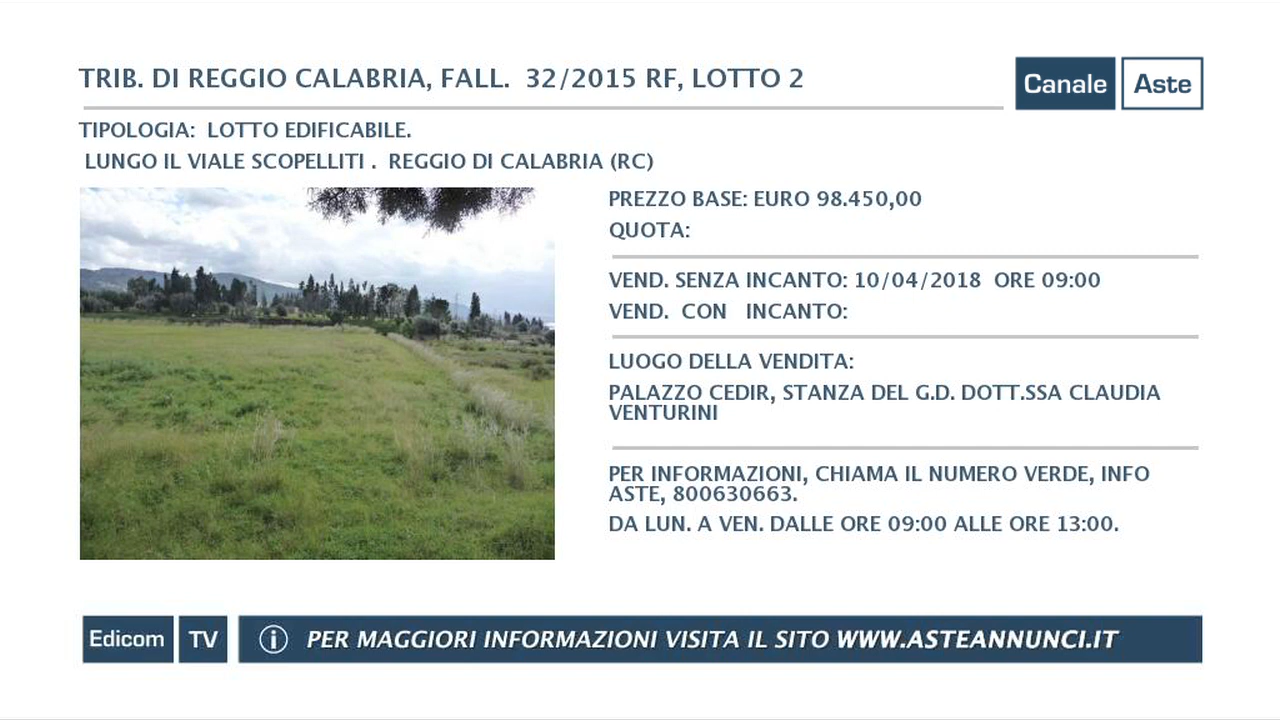 TRIB. DI REGGIO CALABRIA, FALL. 32/2015 RF, LOTTO 2
Canale Aste
TIPOLOGIA: LOTTO EDIFICABILE.
LUNGO IL VIALE SCOPELLITI . REGGIO DI CALABRIA (RC)
PREZZO BASE: EURO 98.450,00
QUOTA:
VEND. SENZA INCANTO: 10/04/2018 ORE 09:00
VEND. CON INCANTO:
LUOGO DELLA VENDITA:
PALAZZO CEDIR, STANZA DEL G.D. DOTT.SSA CLAUDIA
VENTURINI
PER INFORMAZIONI, CHIAMA IL NUMERO VERDE, INFO
ASTE, 800630663.
DA LUN. A VEN. DALLE ORE 09:00 ALLE ORE 13:00.
Edicom TV
PER MAGGIORI INFORMAZIONI VISITA IL SITO WWW.ASTEANNUNCI.IT